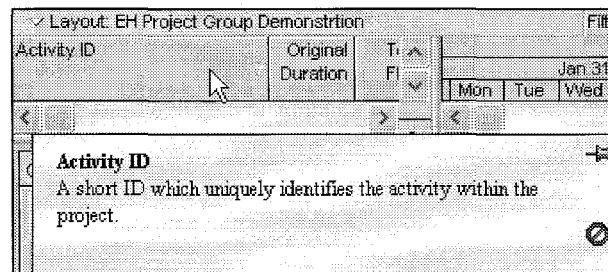 Layout: EH Project Group Demonstrtion
Activity ID
Original
Duration
Fl
Jan 31
Mon Tue Wed
Activity ID
A short ID which uniquely identifies the activity within the
project.